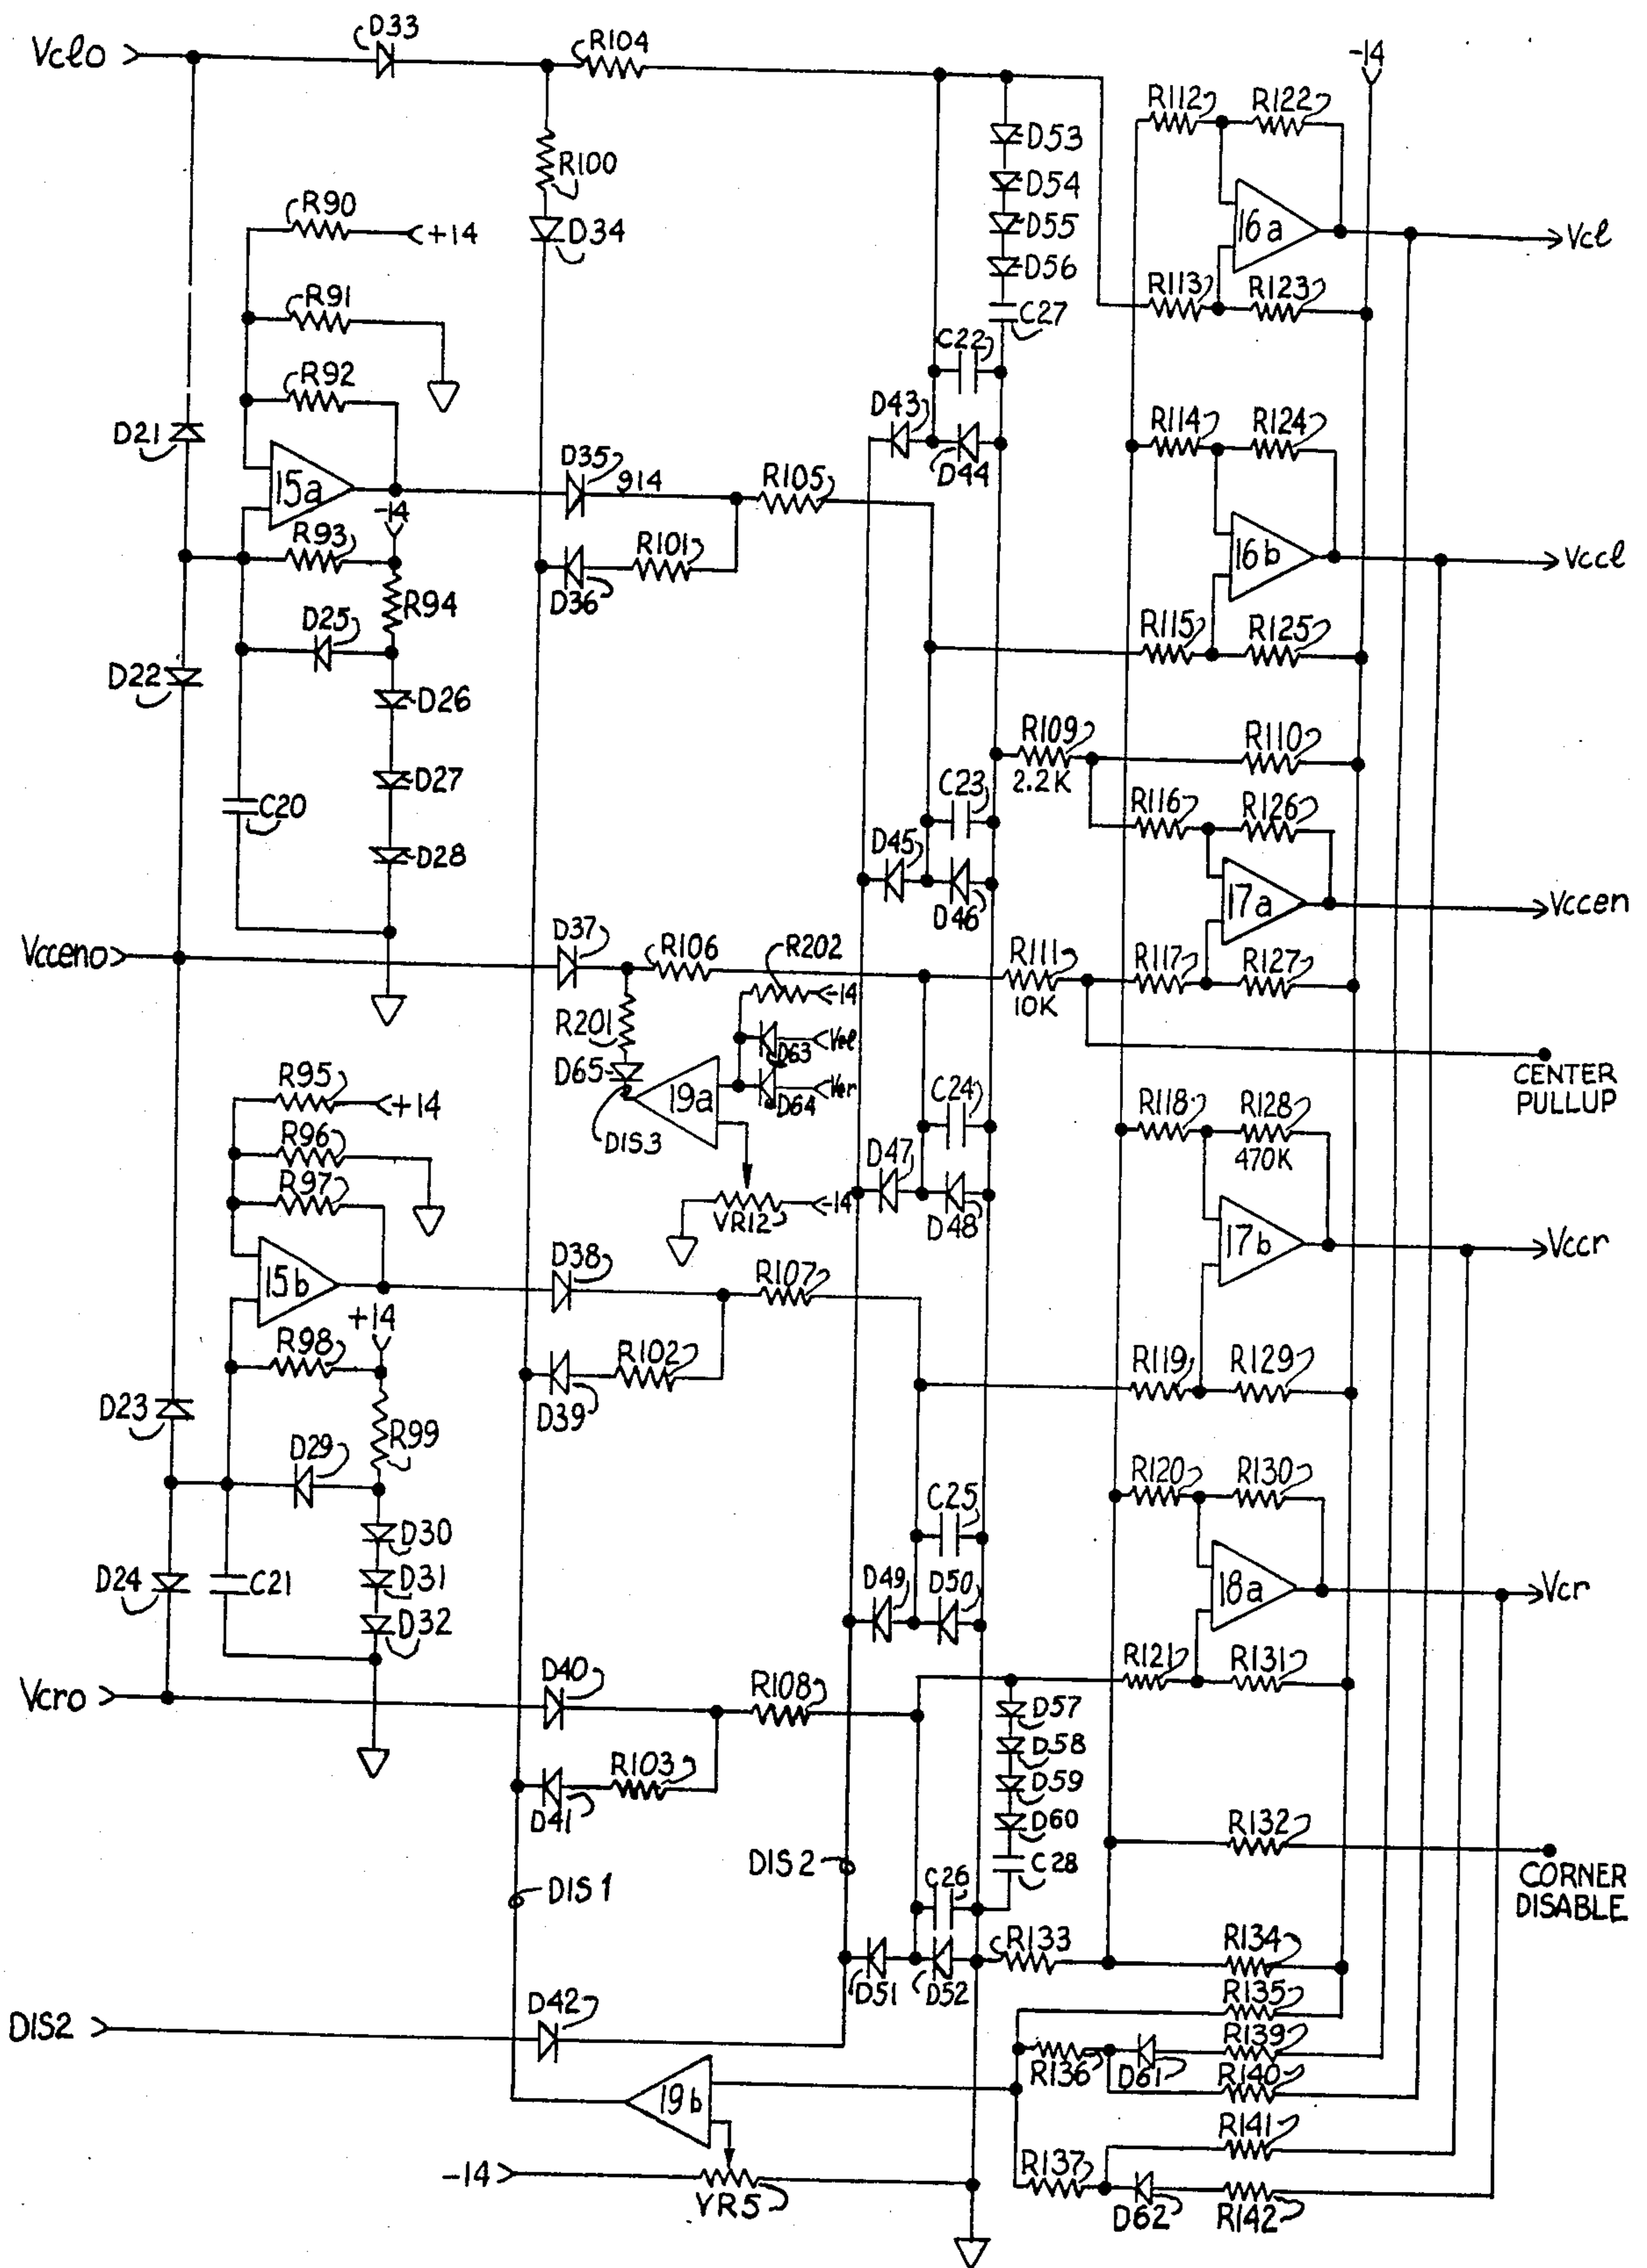 D33
Vclo
R104
-14
R112
R122
D53
R100
D54
R90
+14
D34
D55
16a
Vcl
D56
R91
R113
R123
C27
C22
R92
D43
D21
R114
R124
D44
15a
D35
914
R105
-14
R93
R101
16b
Vccl
D36
R94
D25
R115
R125
D22
D26
R109
2.2K
R110
D27
C20
C23
R116
R126
D45
D28
D46
17a
Vccen
Vcceno
D37
R106
R202
R111
10K
R117
R127
-14
R201
D63
D65
19a
D64
CENTER
PULLUP
R95
+14
C24
R118
R128
470K
DIS3
R96
D47
R97
VR12
-14
D48
17b
Vccr
15b
D38
R107
+14
R98
R102
R119
R129
D23
D39
R99
D29
R120
R130
C25
D30
D24
C21
D31
D49
D50
18a
Vcr
D32
R121
R131
Vcro
D40
R108
D57
D58
R103
D59
D41
D60
R132
DIS2
C26
C28
CORNER
DISABLE
DIS1
R133
R134
D51
D52
R135
DIS2
D42
R139
R136
D61
R140
19b
R141
-14
R137
VR5
D62
R142